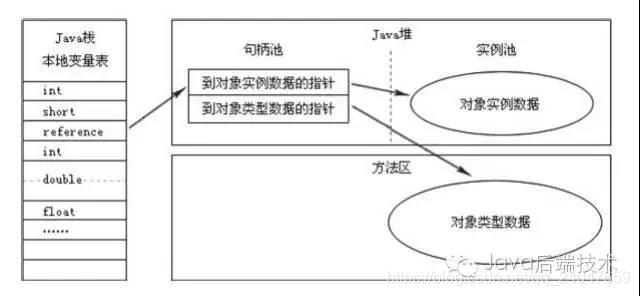 Java栈
本地变量表
int
short
reference
int
double
float
……
Java堆
句柄池
实例池
到对象实例数据的指针
到对象类型数据的指针
对象实例数据
方法区
对象类型数据
Java后端技术